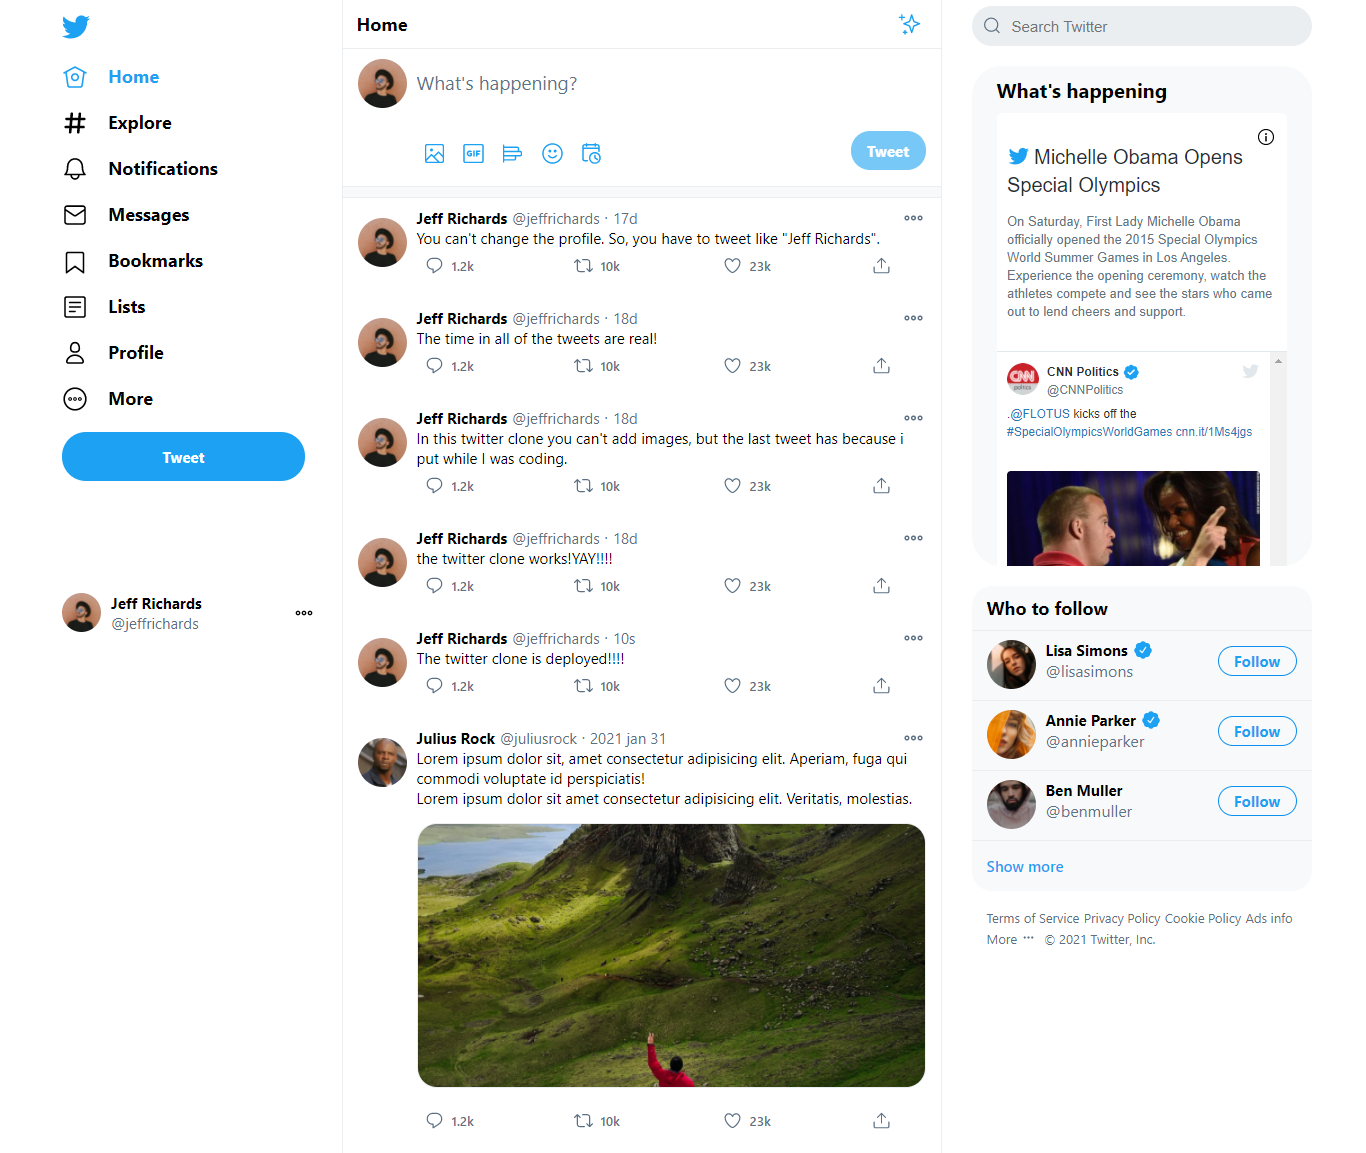 Home
Explore
Notifications
Messages
Bookmarks
Lists
Profile
More
Tweet
Jeff Richards
@jeffrichards
Home
What's happening?
GIF
Tweet
Jeff Richards @jeffrichards · 17d
You can't change the profile. So, you have to tweet like "Jeff Richards".
1.2k 10k 23k
Jeff Richards @jeffrichards · 18d
The time in all of the tweets are real!
1.2k 10k 23k
Jeff Richards @jeffrichards · 18d
In this twitter clone you can't add images, but the last tweet has because i
put while I was coding.
1.2k 10k 23k
Jeff Richards @jeffrichards · 18d
the twitter clone works!YAY!!!!
1.2k 10k 23k
Jeff Richards @jeffrichards · 10s
The twitter clone is deployed!!!!
1.2k 10k 23k
Julius Rock @juliusrock · 2021 jan 31
Lorem ipsum dolor sit, amet consectetur adipisicing elit. Aperiam, fuga qui
commodi voluptate id perspiciatis!
Lorem ipsum dolor sit amet consectetur adipisicing elit. Veritatis, molestias.
1.2k 10k 23k
Search Twitter
What's happening
Michelle Obama Opens
Special Olympics
On Saturday, First Lady Michelle Obama
officially opened the 2015 Special Olympics
World Summer Games in Los Angeles.
Experience the opening ceremony, watch the
athletes compete and see the stars who came
out to lend cheers and support.
CNN politics
CNN Politics
@CNNPolitics
.@FLOTUS kicks off the
#SpecialOlympicsWorldGames cnn.it/1Ms4jgs
Who to follow
Lisa Simons
@lisasimons
Follow
Annie Parker
@annieparker
Follow
Ben Muller
@benmuller
Follow
Show more
Terms of Service Privacy Policy Cookie Policy Ads info
More ··· © 2021 Twitter, Inc.